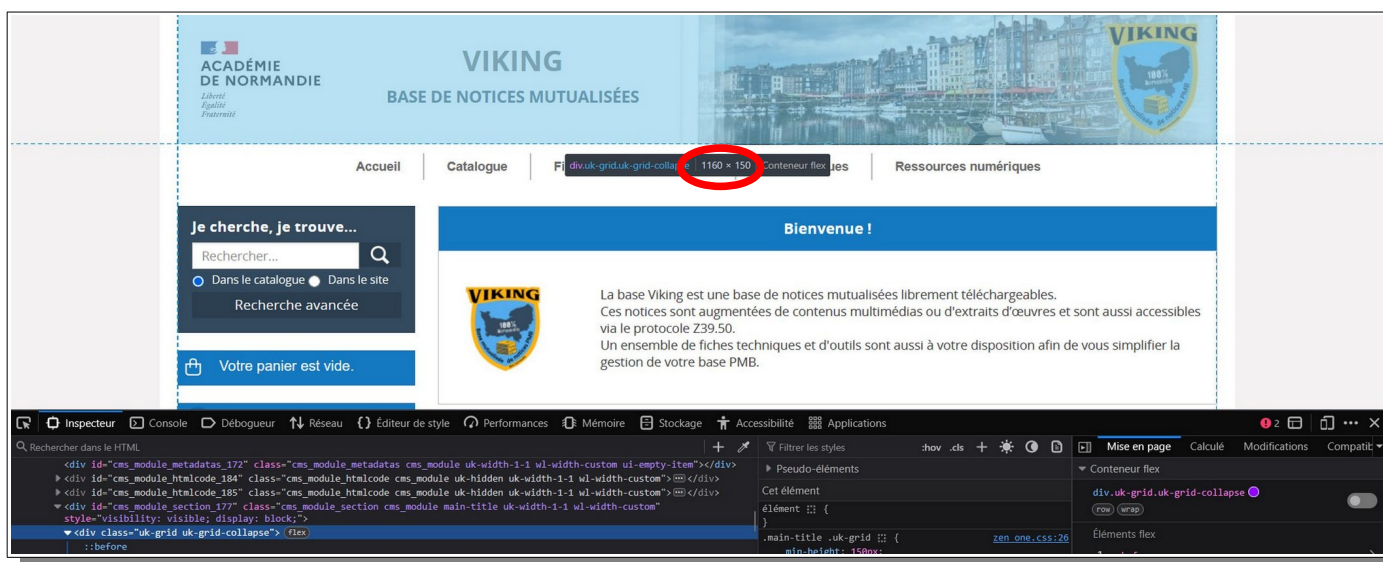 ACADÉMIE
DE NORMANDIE
Liberté
Égalité
Fraternité
VIKING
BASE DE NOTICES MUTUALISÉES
VIKING
100%
Base mutualisée de notices PMB
Accueil
Catalogue
Fi
div.uk-grid.uk-grid-collapse
1160 × 150
Conteneur flex
ues
Ressources numériques
Je cherche, je trouve...
Rechercher...
Dans le catalogue Dans le site
Recherche avancée
Votre panier est vide.
Bienvenue !
VIKING
100%
La base Viking est une base de notices mutualisées librement téléchargeables.
Ces notices sont augmentées de contenus multimédias ou d'extraits d'œuvres et sont aussi accessibles
via le protocole Z39.50.
Un ensemble de fiches techniques et d'outils sont aussi à votre disposition afin de vous simplifier la
gestion de votre base PMB.
Inspecteur Console Débogueur Réseau {} Éditeur de style Performances Mémoire Stockage Accessibilité Applications 2
Rechercher dans le HTML
<div id="cms_module_metadatas_172" class="cms_module_metadatas cms_module uk-width-1-1 wl-width-custom ui-empty-item"></div>
<div id="cms_module_htmlcode_184" class="cms_module_htmlcode cms_module uk-hidden uk-width-1-1 wl-width-custom"></div>
<div id="cms_module_htmlcode_185" class="cms_module_htmlcode cms_module uk-hidden uk-width-1-1 wl-width-custom"></div>
<div id="cms_module_section_177" class="cms_module_section cms_module main-title uk-width-1-1 wl-width-custom"
style="visibility: visible; display: block;">
<div class="uk-grid uk-grid-collapse"> flex
::before
Filtrer les styles :hov .cls
Pseudo-éléments
Cet élément
élément {
}
.main-title .uk-grid { zen_one.css:26
min-height: 150px;
Mise en page Calculé Modifications Compatib
Conteneur flex
div.uk-grid.uk-grid-collapse
row wrap
Éléments flex